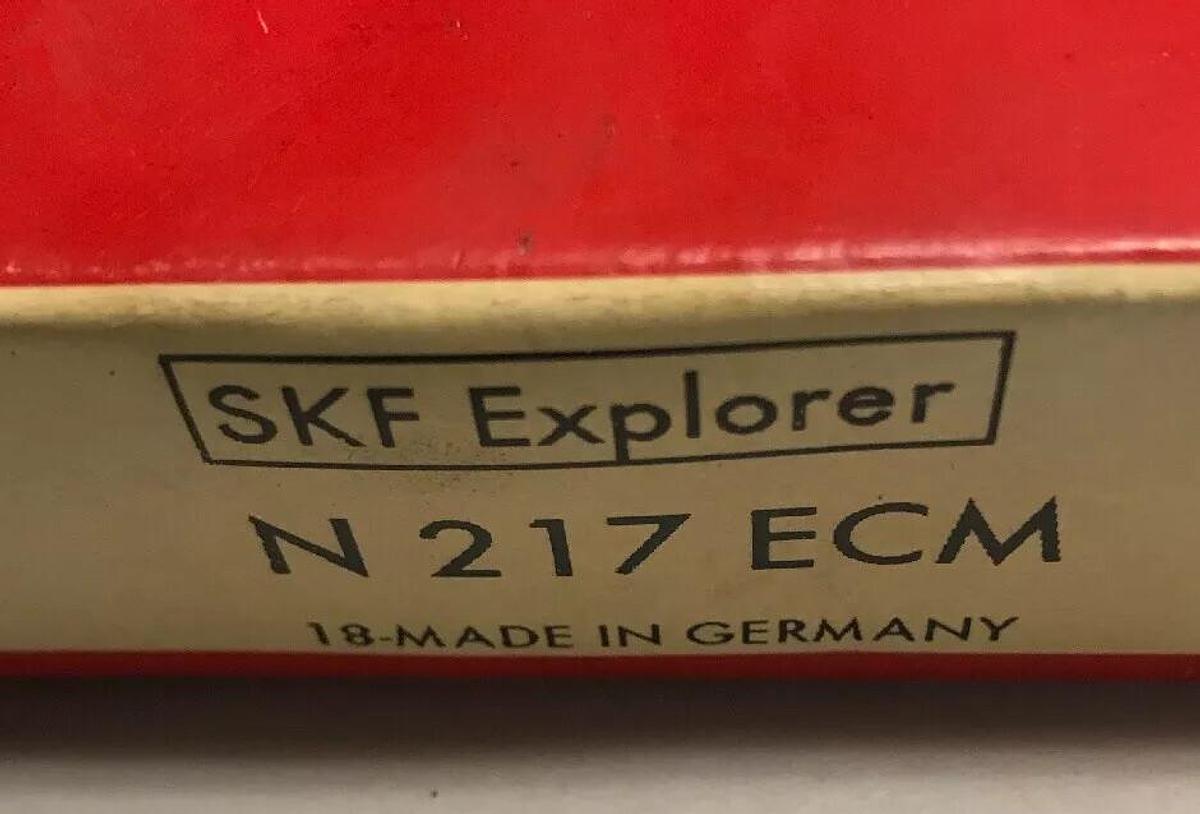 SKF Explorer
N 217 ECM
18-MADE IN GERMANY